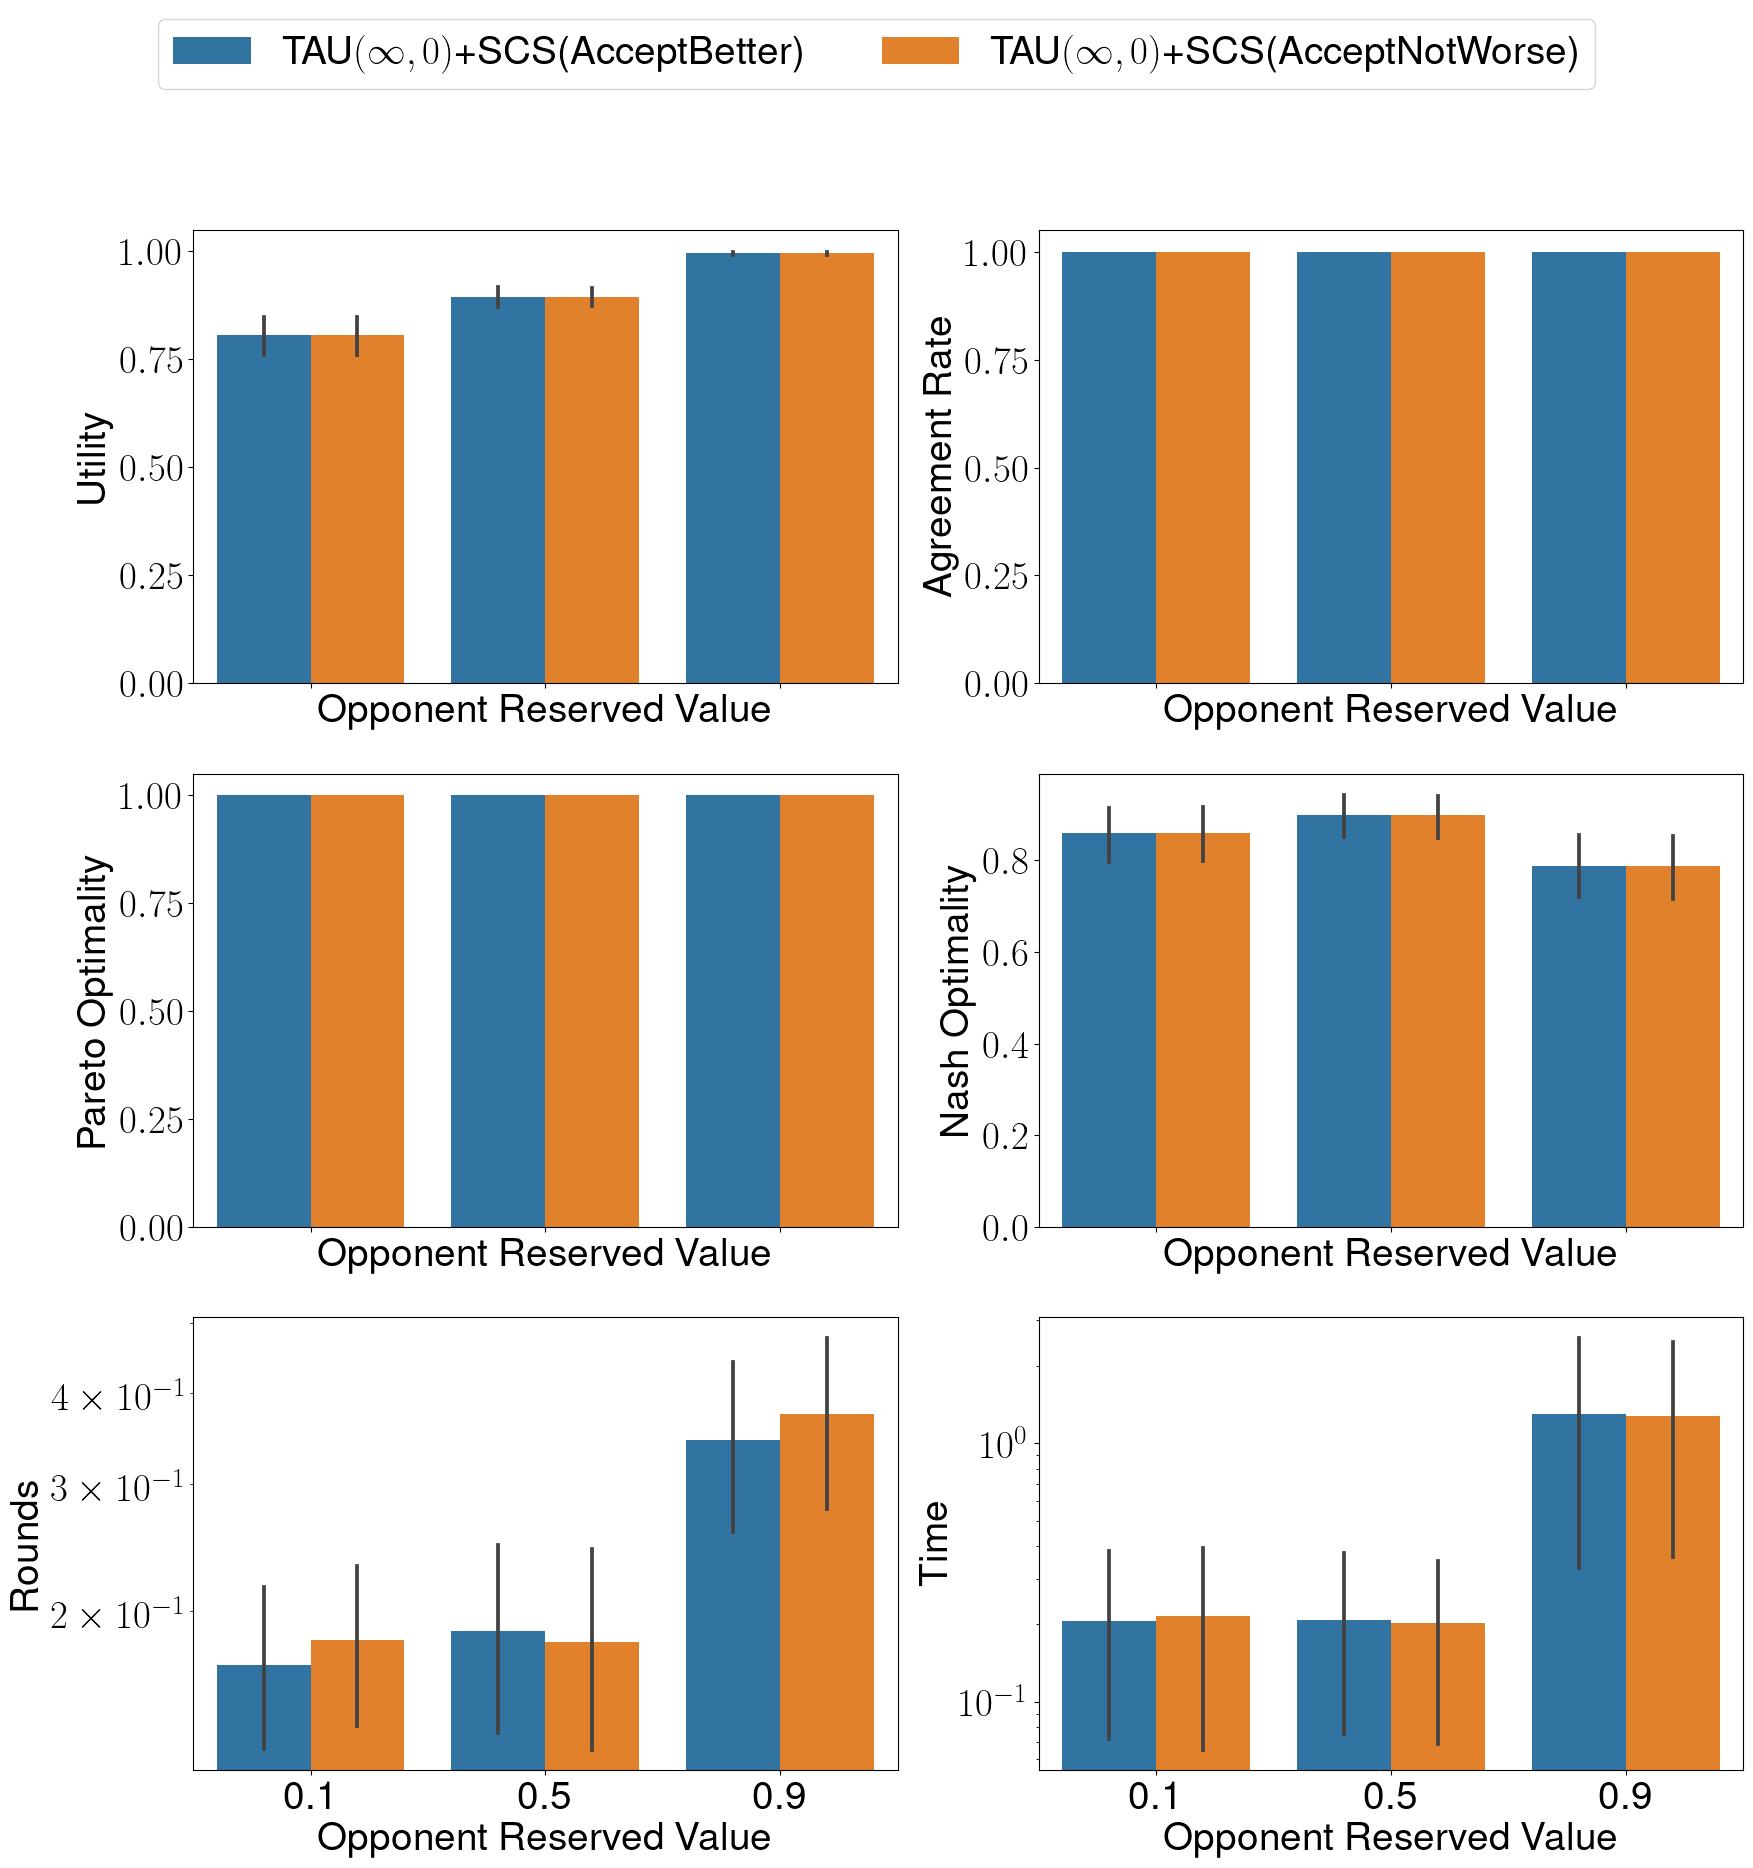 TAU(∞, 0)+SCS(AcceptBetter) TAU(∞, 0)+SCS(AcceptNotWorse)
1.00
0.75
0.50
0.25
0.00
Utility
Opponent Reserved Value
1.00
0.75
0.50
0.25
0.00
Agreement Rate
Opponent Reserved Value
1.00
0.75
0.50
0.25
0.00
Pareto Optimality
Opponent Reserved Value
0.8
0.6
0.4
0.2
0.0
Nash Optimality
Opponent Reserved Value
4 × 10⁻¹
3 × 10⁻¹
2 × 10⁻¹
Rounds
0.1 0.5 0.9
Opponent Reserved Value
10⁰
10⁻¹
Time
0.1 0.5 0.9
Opponent Reserved Value